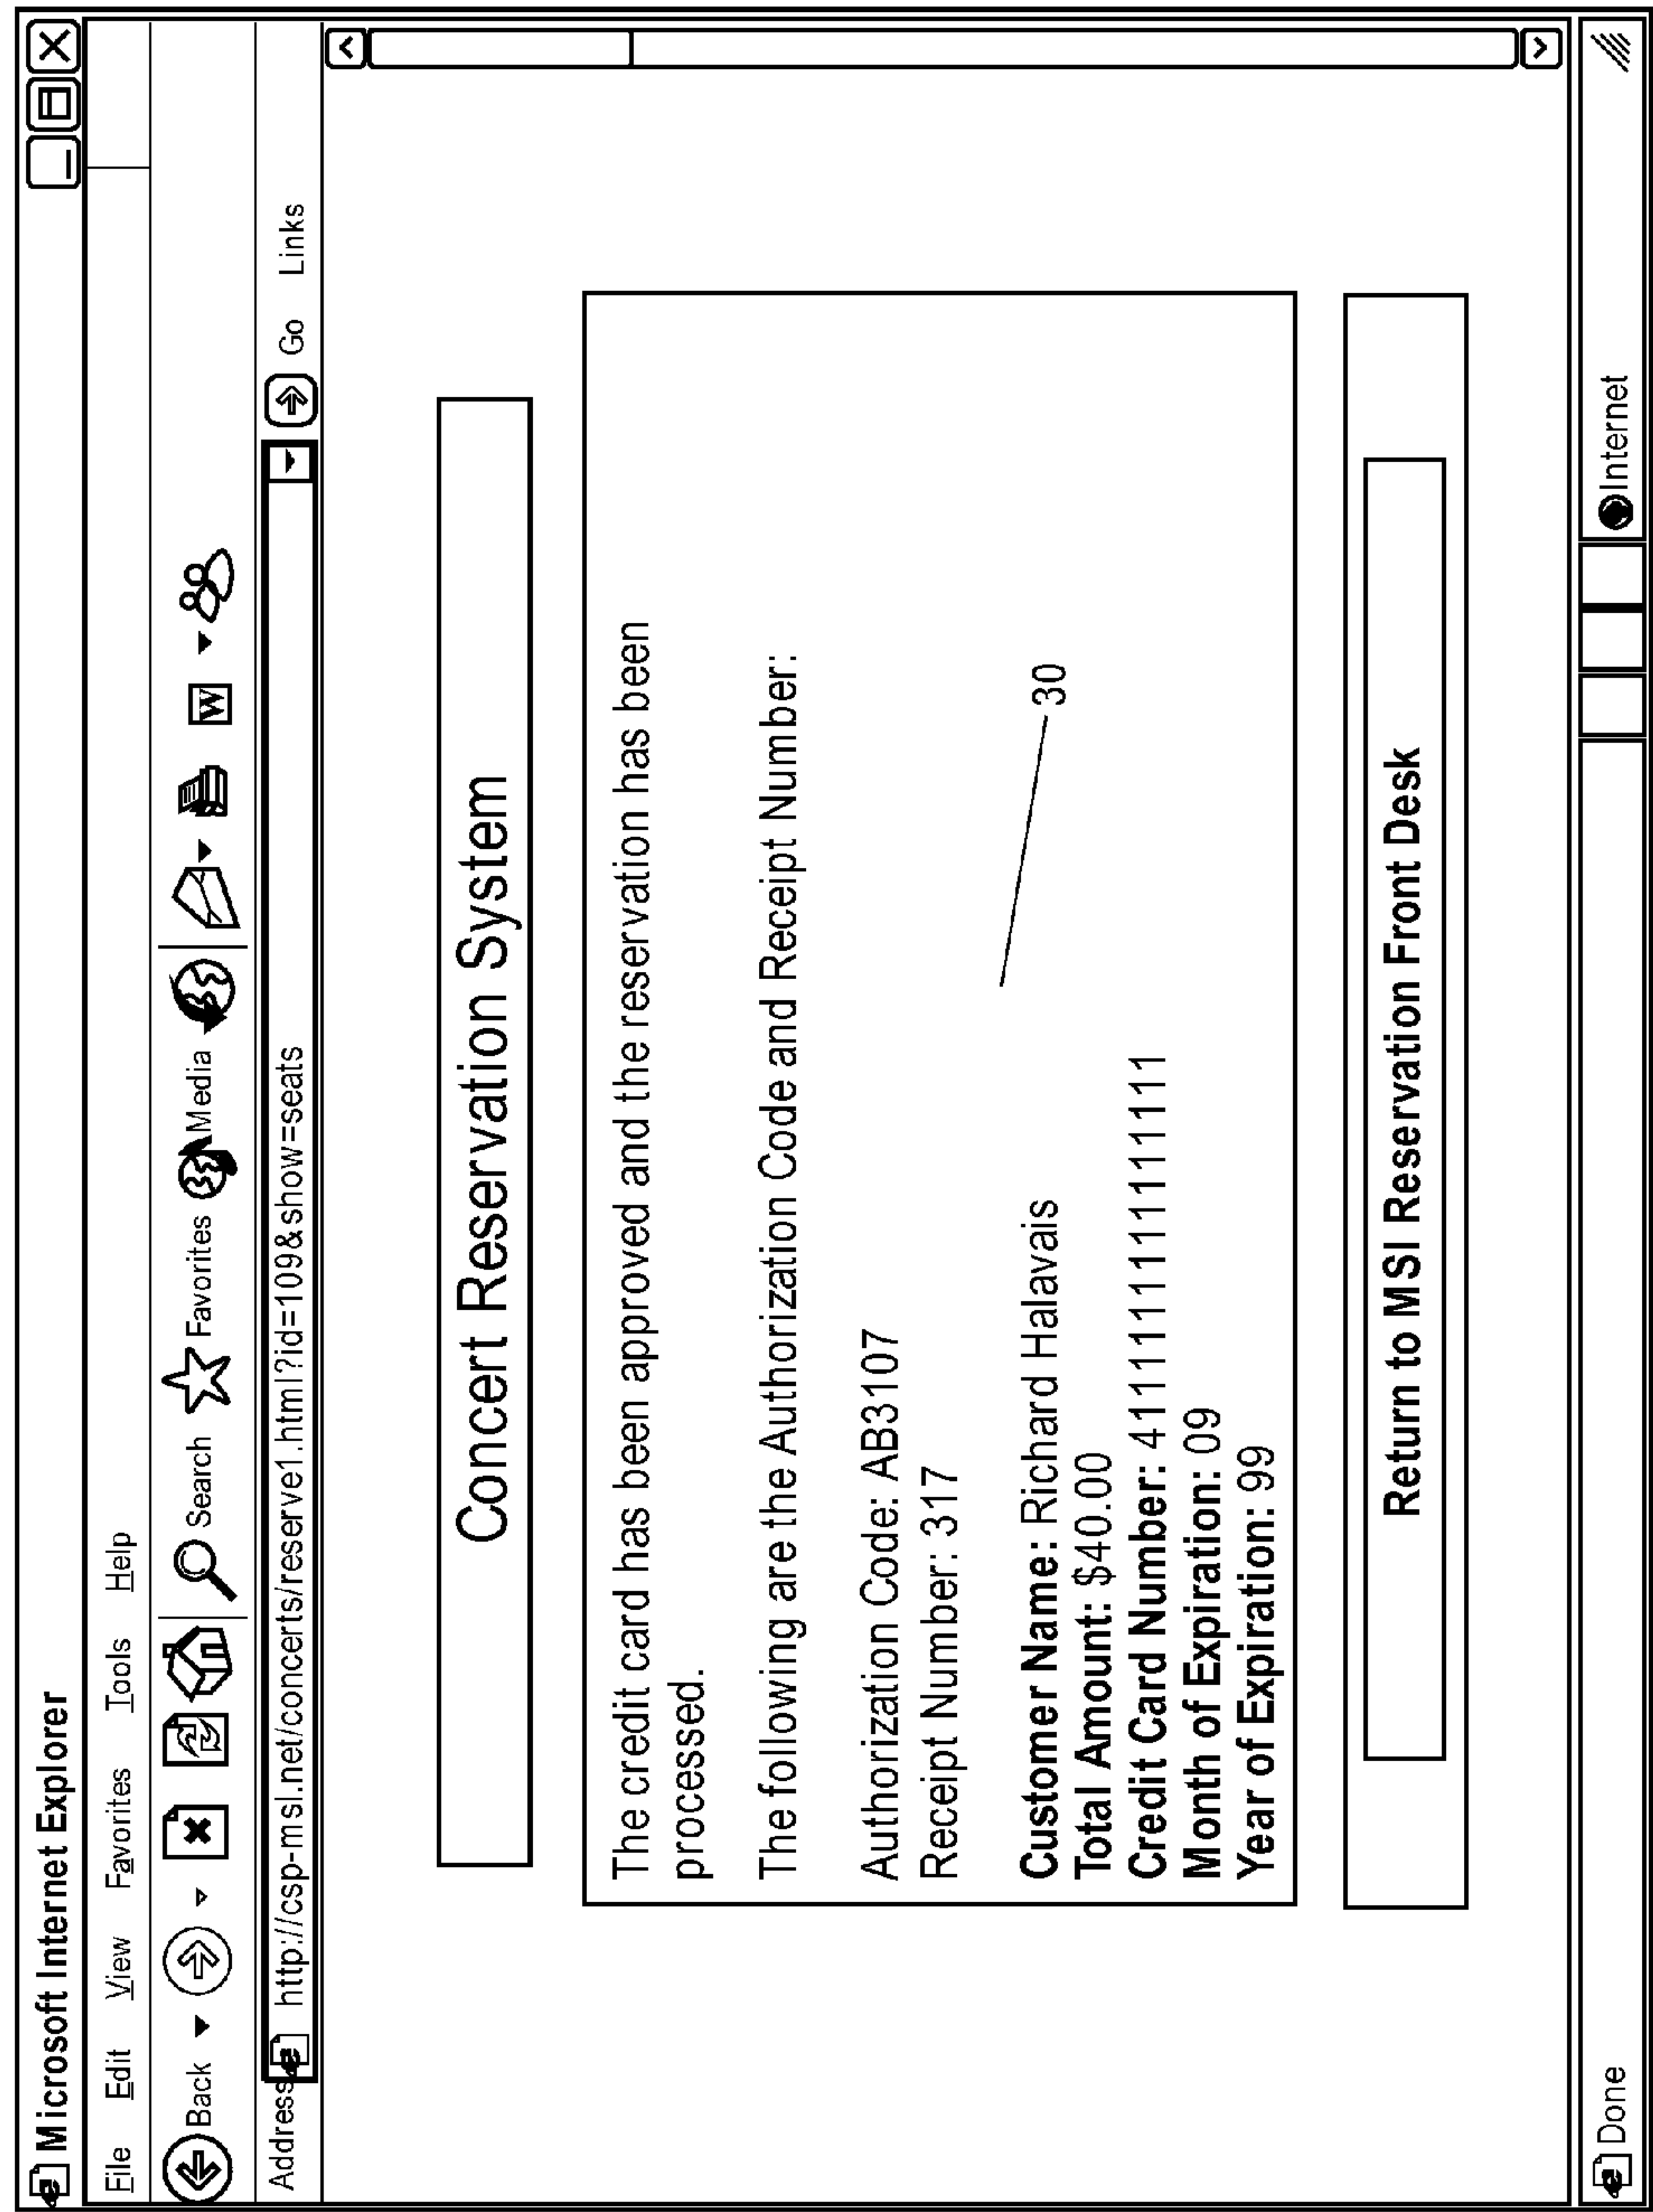 Microsoft Internet Explorer
File Edit View Favorites Tools Help
Back Search Favorites Media W
Address http://csp-msl.net/concerts/reserve1.html?id=109&show=seats Go Links
Concert Reservation System
The credit card has been approved and the reservation has been
processed.
The following are the Authorization Code and Receipt Number:
Authorization Code: AB3107
Receipt Number: 317
30
Customer Name: Richard Halavais
Total Amount: $40.00
Credit Card Number: 4111111111111111
Month of Expiration: 09
Year of Expiration: 99
Return to MSI Reservation Front Desk
Done Internet